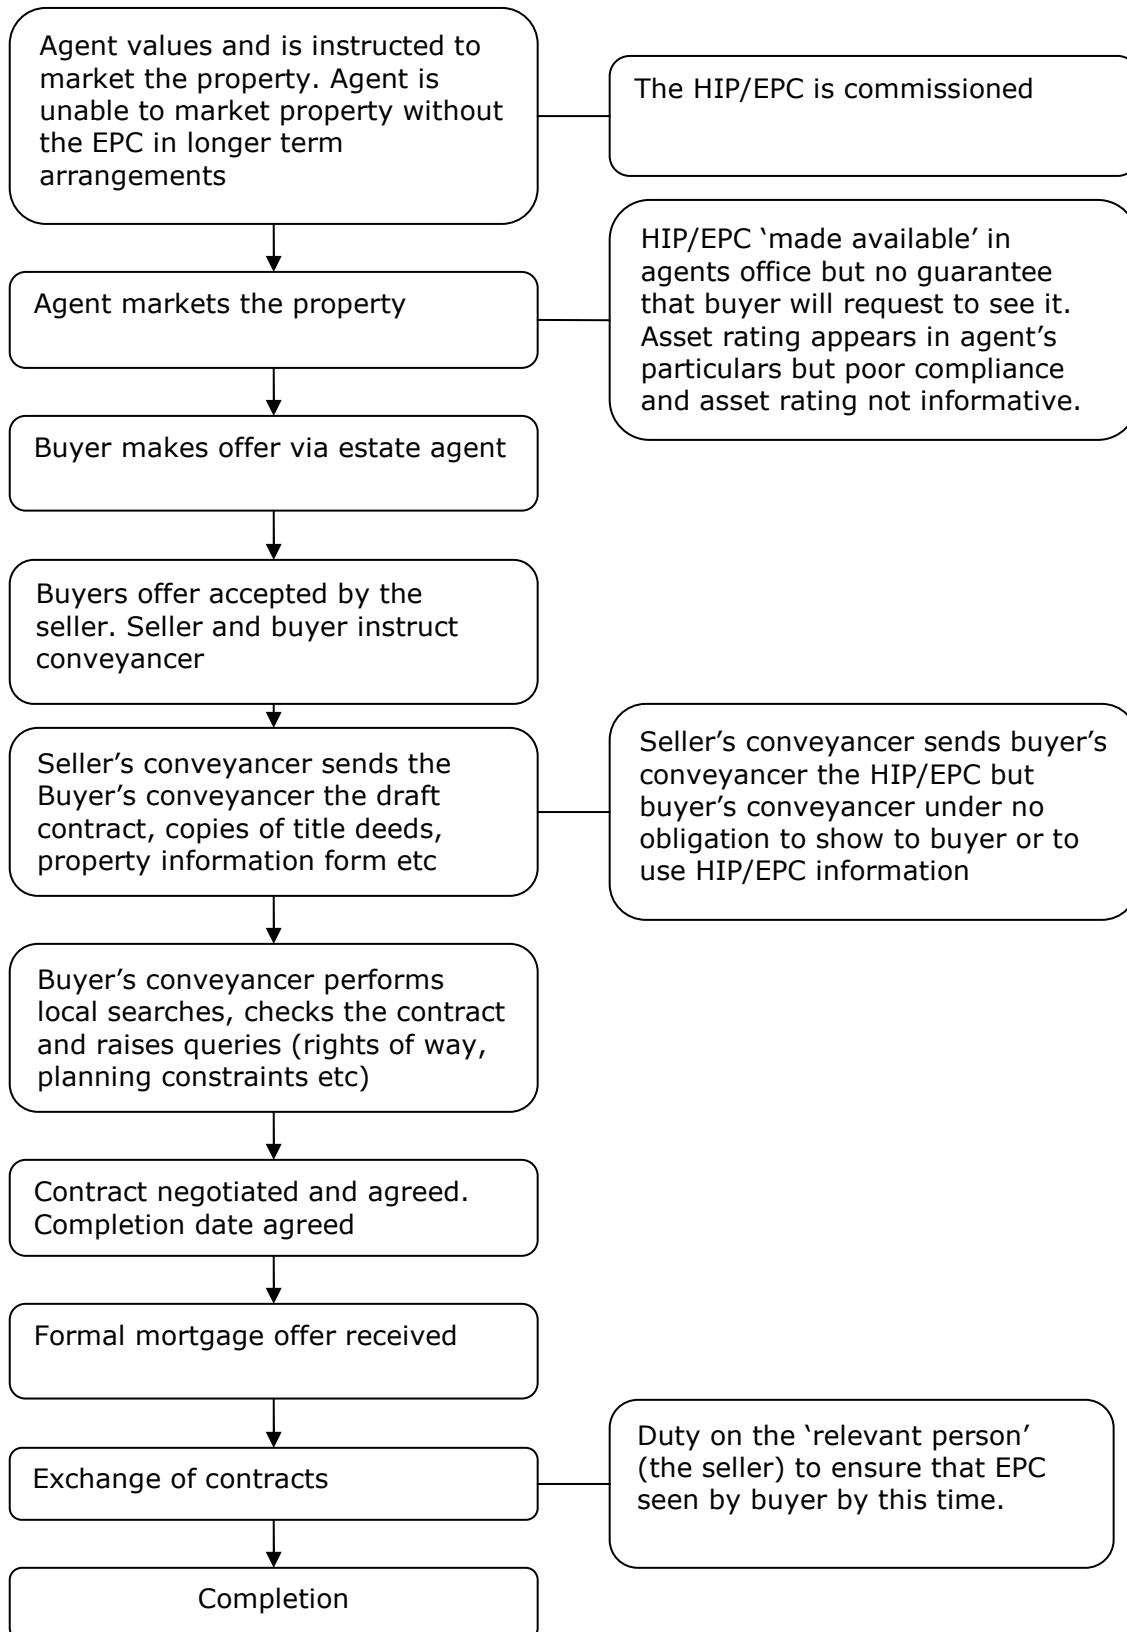 Agent values and is instructed to
market the property. Agent is
unable to market property without
the EPC in longer term
arrangements
The HIP/EPC is commissioned
Agent markets the property
HIP/EPC ‘made available’ in
agents office but no guarantee
that buyer will request to see it.
Asset rating appears in agent’s
particulars but poor compliance
and asset rating not informative.
Buyer makes offer via estate agent
Buyers offer accepted by the
seller. Seller and buyer instruct
conveyancer
Seller’s conveyancer sends the
Buyer’s conveyancer the draft
contract, copies of title deeds,
property information form etc
Seller’s conveyancer sends buyer’s
conveyancer the HIP/EPC but
buyer’s conveyancer under no
obligation to show to buyer or to
use HIP/EPC information
Buyer’s conveyancer performs
local searches, checks the contract
and raises queries (rights of way,
planning constraints etc)
Contract negotiated and agreed.
Completion date agreed
Formal mortgage offer received
Exchange of contracts
Duty on the ‘relevant person’
(the seller) to ensure that EPC
seen by buyer by this time.
Completion